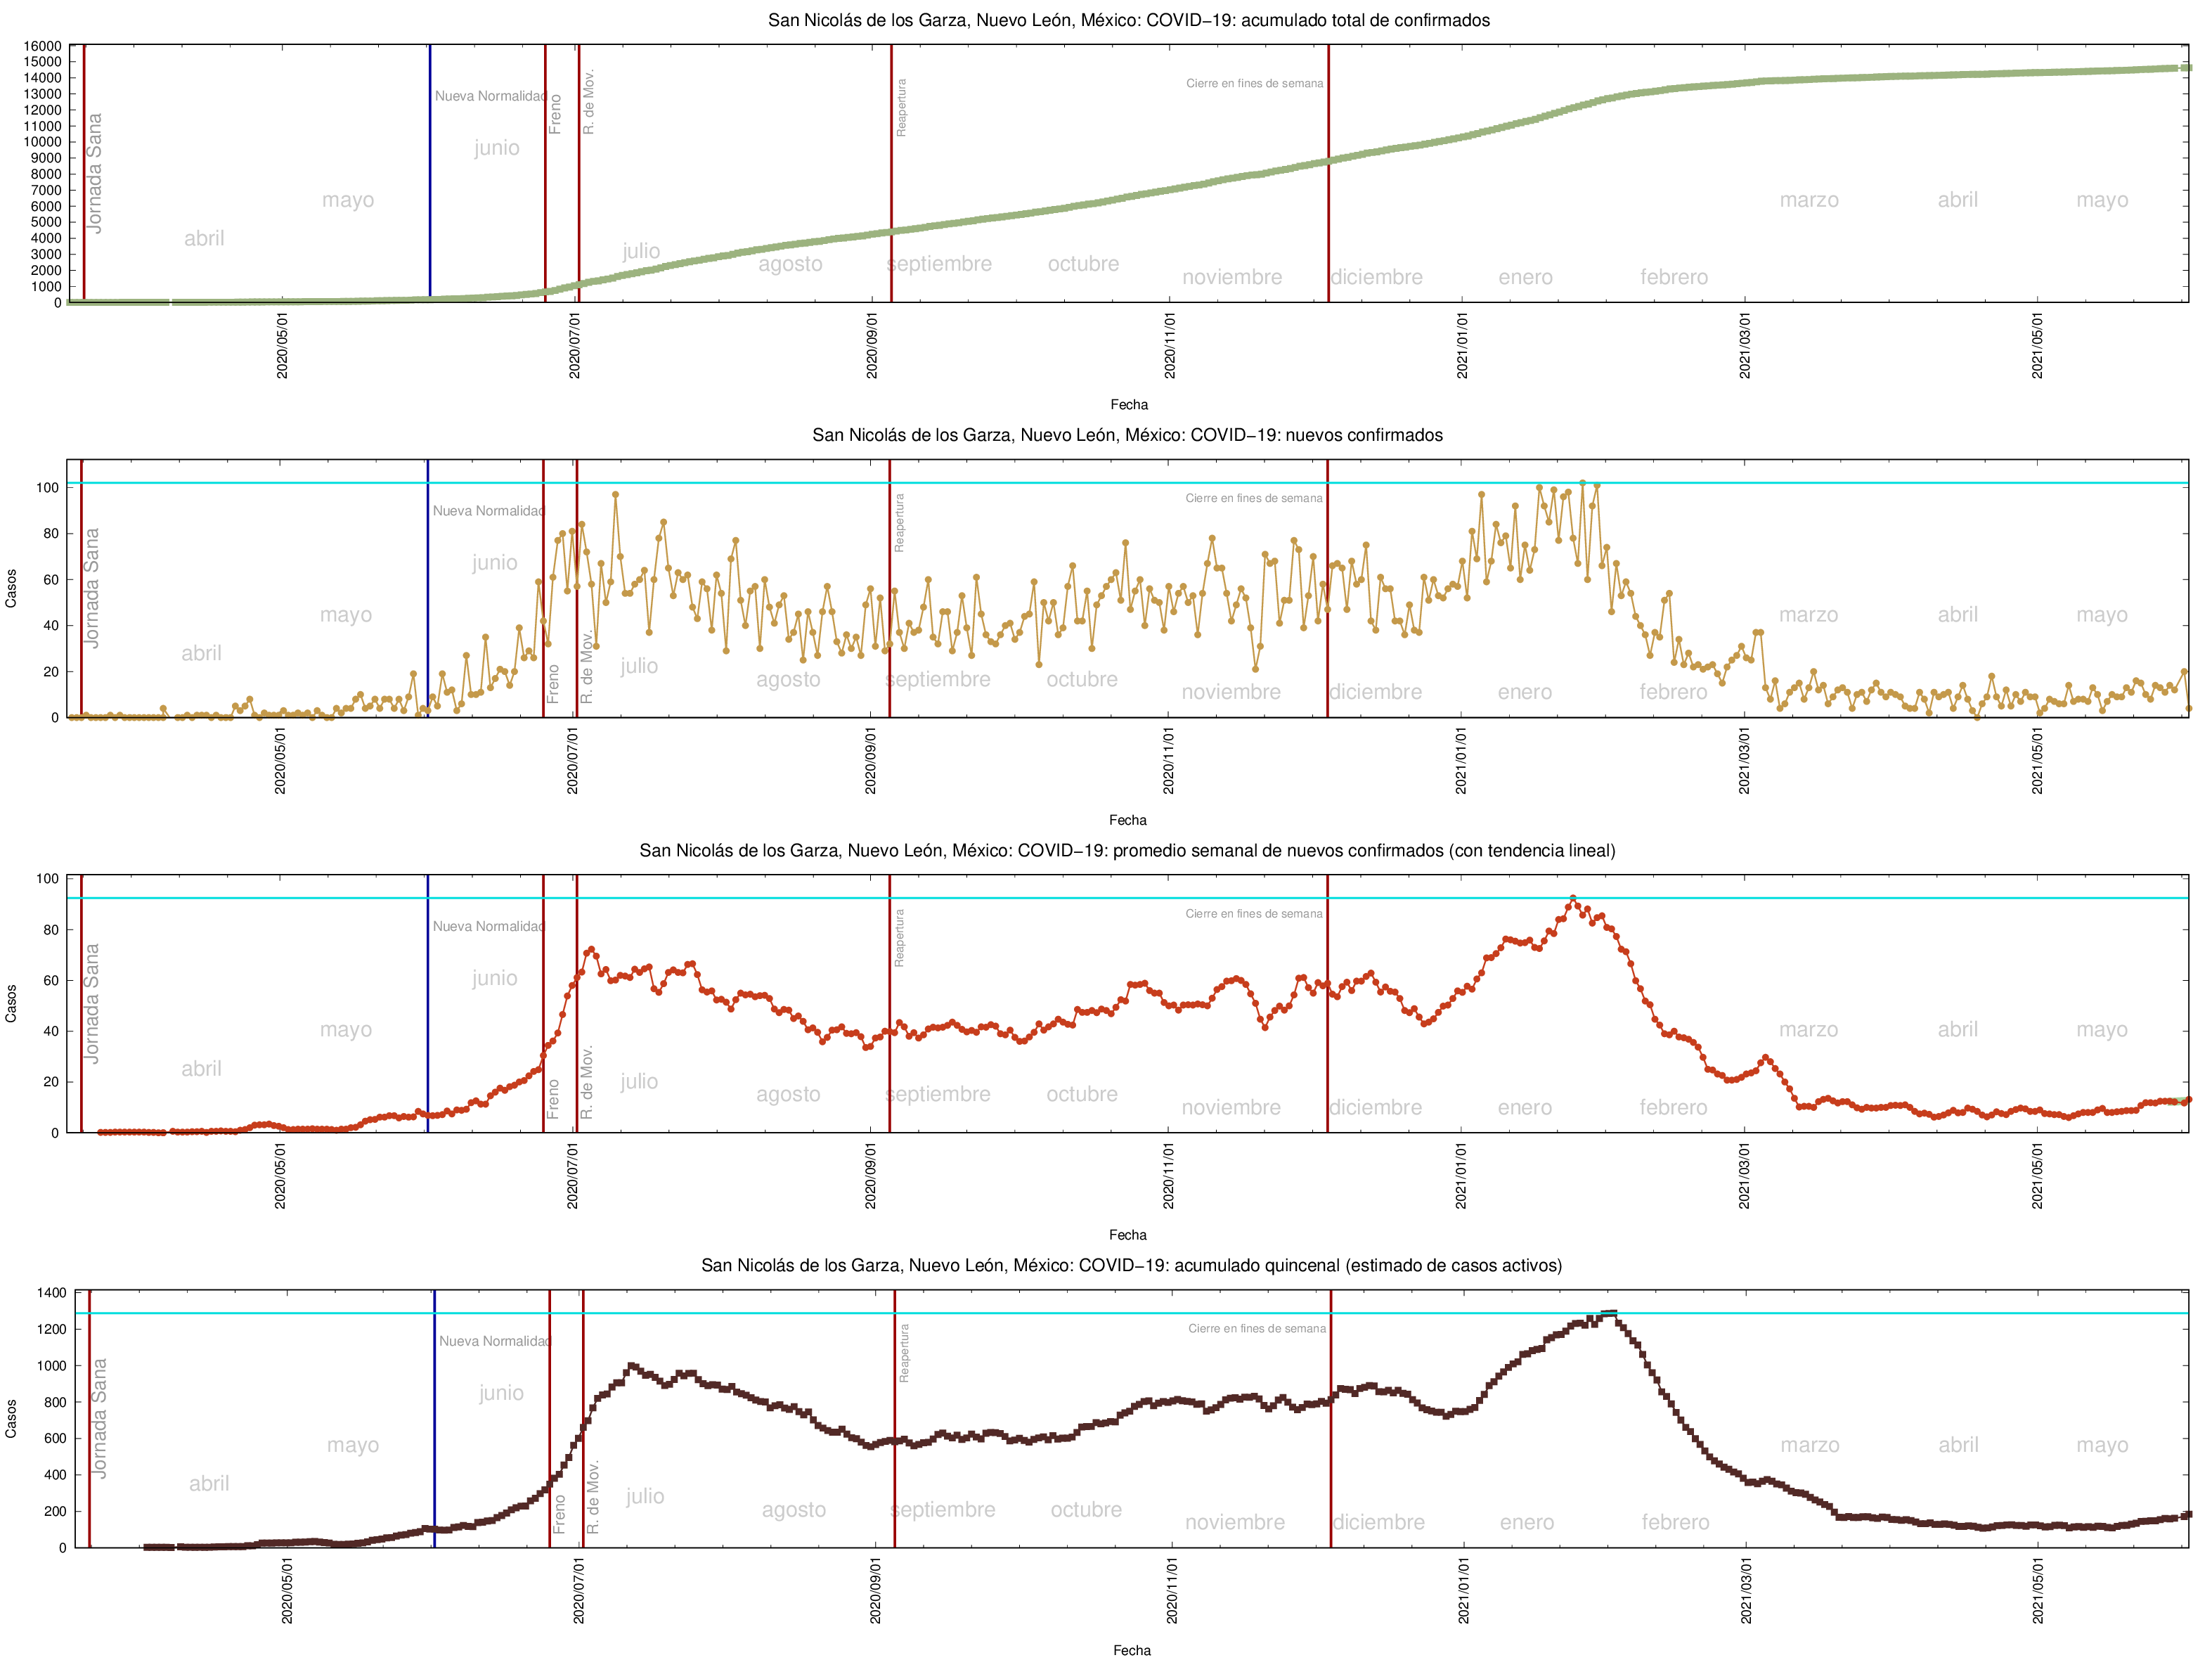 San Nicolás de los Garza, Nuevo León, México: COVID−19: acumulado total de confirmados
16000
15000
14000
13000
12000
11000
10000
9000
8000
7000
6000
5000
4000
3000
2000
1000
0
Jornada Sana
abril
mayo
Nueva Normalidad
junio
Freno
R. de Mov.
julio
agosto
Reapertura
septiembre
octubre
noviembre
Cierre en fines de semana
diciembre
enero
febrero
marzo
abril
mayo
2020/05/01
2020/07/01
2020/09/01
2020/11/01
2021/01/01
2021/03/01
2021/05/01
Fecha
San Nicolás de los Garza, Nuevo León, México: COVID−19: nuevos confirmados
Casos
100
80
60
40
20
0
Jornada Sana
abril
mayo
Nueva Normalidad
junio
Freno
R. de Mov.
julio
agosto
Reapertura
septiembre
octubre
noviembre
Cierre en fines de semana
diciembre
enero
febrero
marzo
abril
mayo
2020/05/01
2020/07/01
2020/09/01
2020/11/01
2021/01/01
2021/03/01
2021/05/01
Fecha
San Nicolás de los Garza, Nuevo León, México: COVID−19: promedio semanal de nuevos confirmados (con tendencia lineal)
Casos
100
80
60
40
20
0
Jornada Sana
abril
mayo
Nueva Normalidad
junio
Freno
R. de Mov.
julio
agosto
Reapertura
septiembre
octubre
noviembre
Cierre en fines de semana
diciembre
enero
febrero
marzo
abril
mayo
2020/05/01
2020/07/01
2020/09/01
2020/11/01
2021/01/01
2021/03/01
2021/05/01
Fecha
San Nicolás de los Garza, Nuevo León, México: COVID−19: acumulado quincenal (estimado de casos activos)
Casos
1400
1200
1000
800
600
400
200
0
Jornada Sana
abril
mayo
Nueva Normalidad
junio
Freno
R. de Mov.
julio
agosto
Reapertura
septiembre
octubre
noviembre
Cierre en fines de semana
diciembre
enero
febrero
marzo
abril
mayo
2020/05/01
2020/07/01
2020/09/01
2020/11/01
2021/01/01
2021/03/01
2021/05/01
Fecha